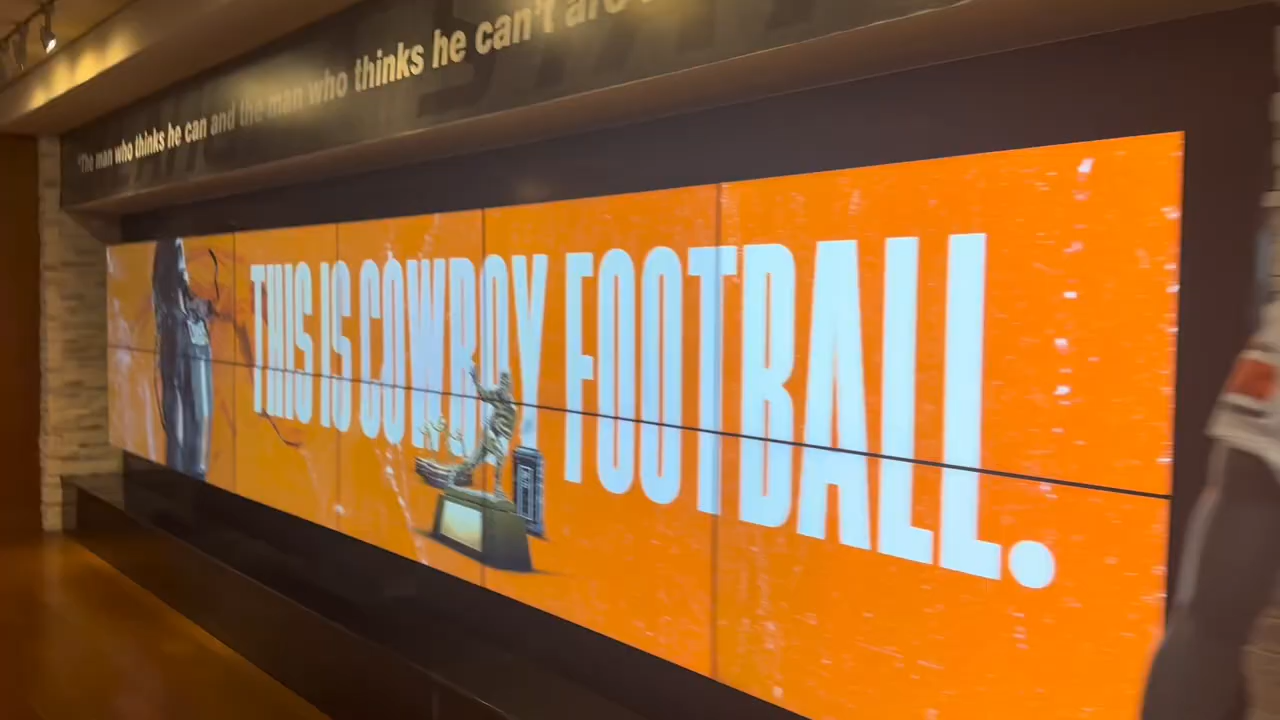 "The man who thinks he can and the man who thinks he can't are
THIS IS COWBOY FOOTBALL.